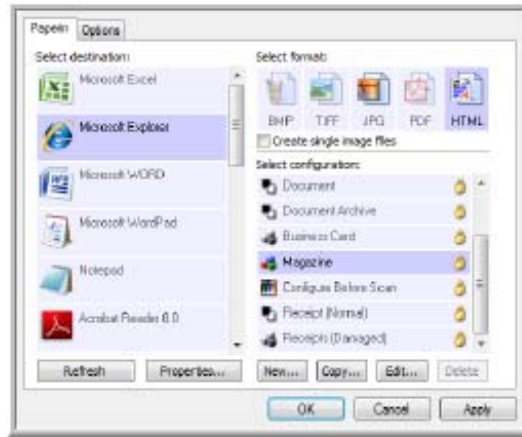 Papein Options
Select destination:
Microsoft Excel
Microsoft Explorer
Microsoft WORD
Microsoft WordPad
Notepad
Acrobat Reader 6.0
Refresh Properties...
Select format:
BMP TIFF JPG PDF HTML
Create single image files
Select configuration:
Document
Document Archive
Business Card
Magazine
Configure Before Scan
Receipt (Normal)
Receipts (Damaged)
New... Copy... Edit... Delete
OK Cancel Apply